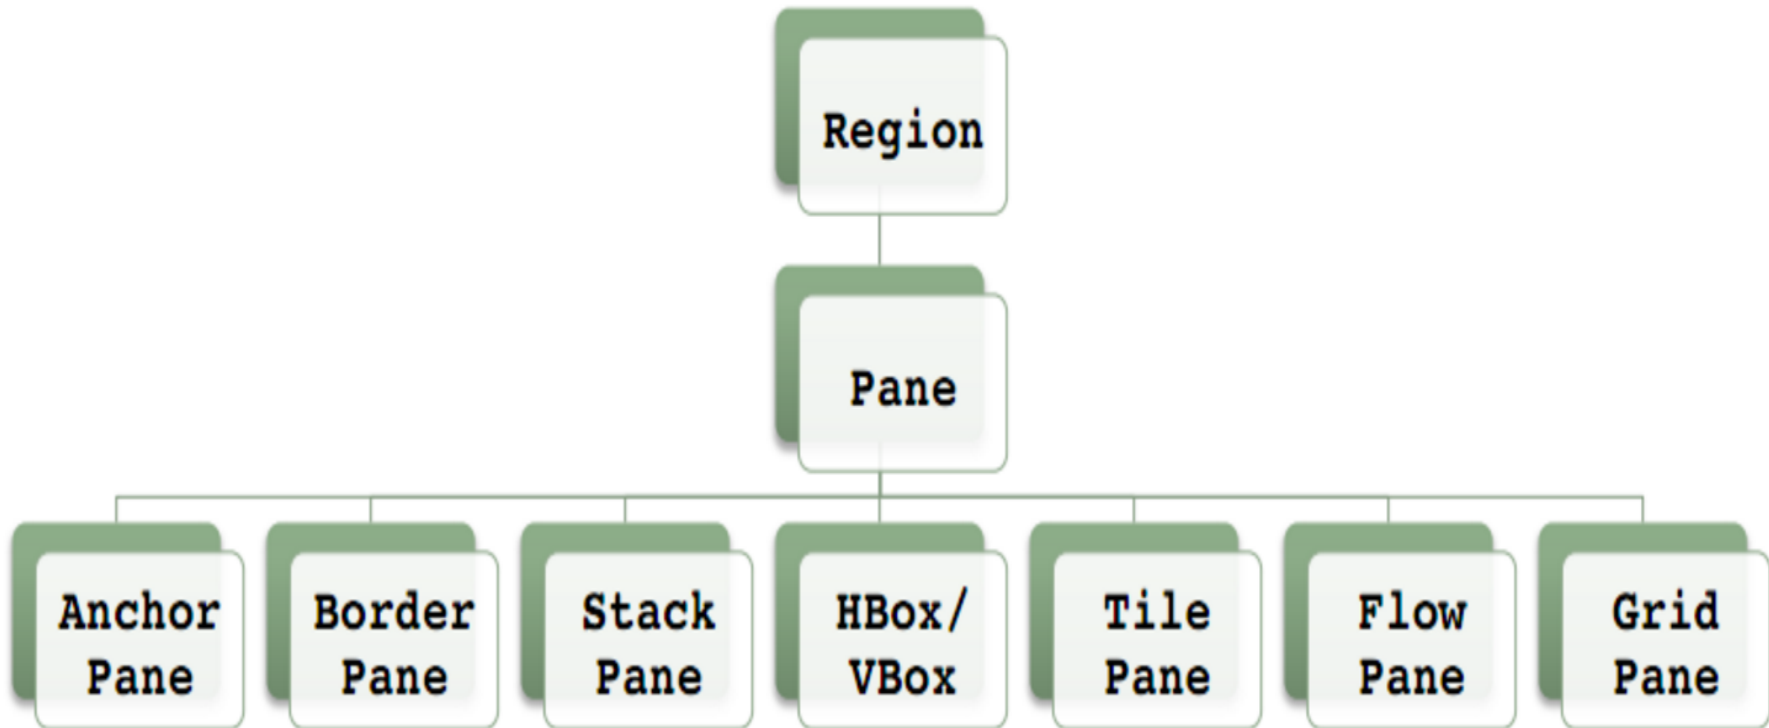 Region
Pane
Anchor
Pane
Border
Pane
Stack
Pane
HBox/
VBox
Tile
Pane
Flow
Pane
Grid
Pane